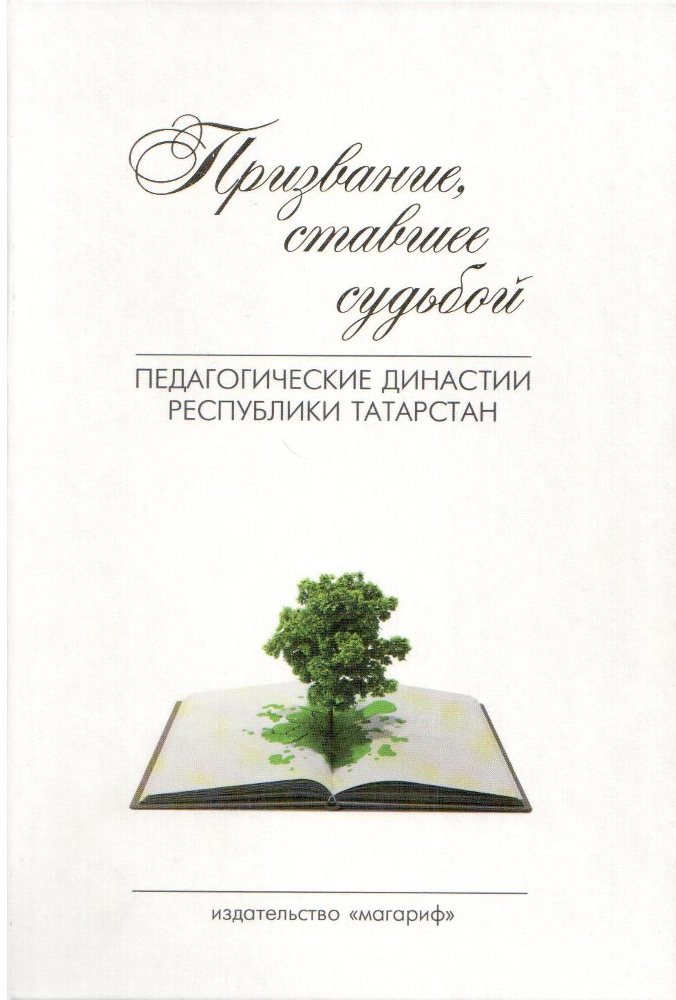 Призвание,
ставшее
судьбой
ПЕДАГОГИЧЕСКИЕ ДИНАСТИИ
РЕСПУБЛИКИ ТАТАРСТАН
издательство «магариф»